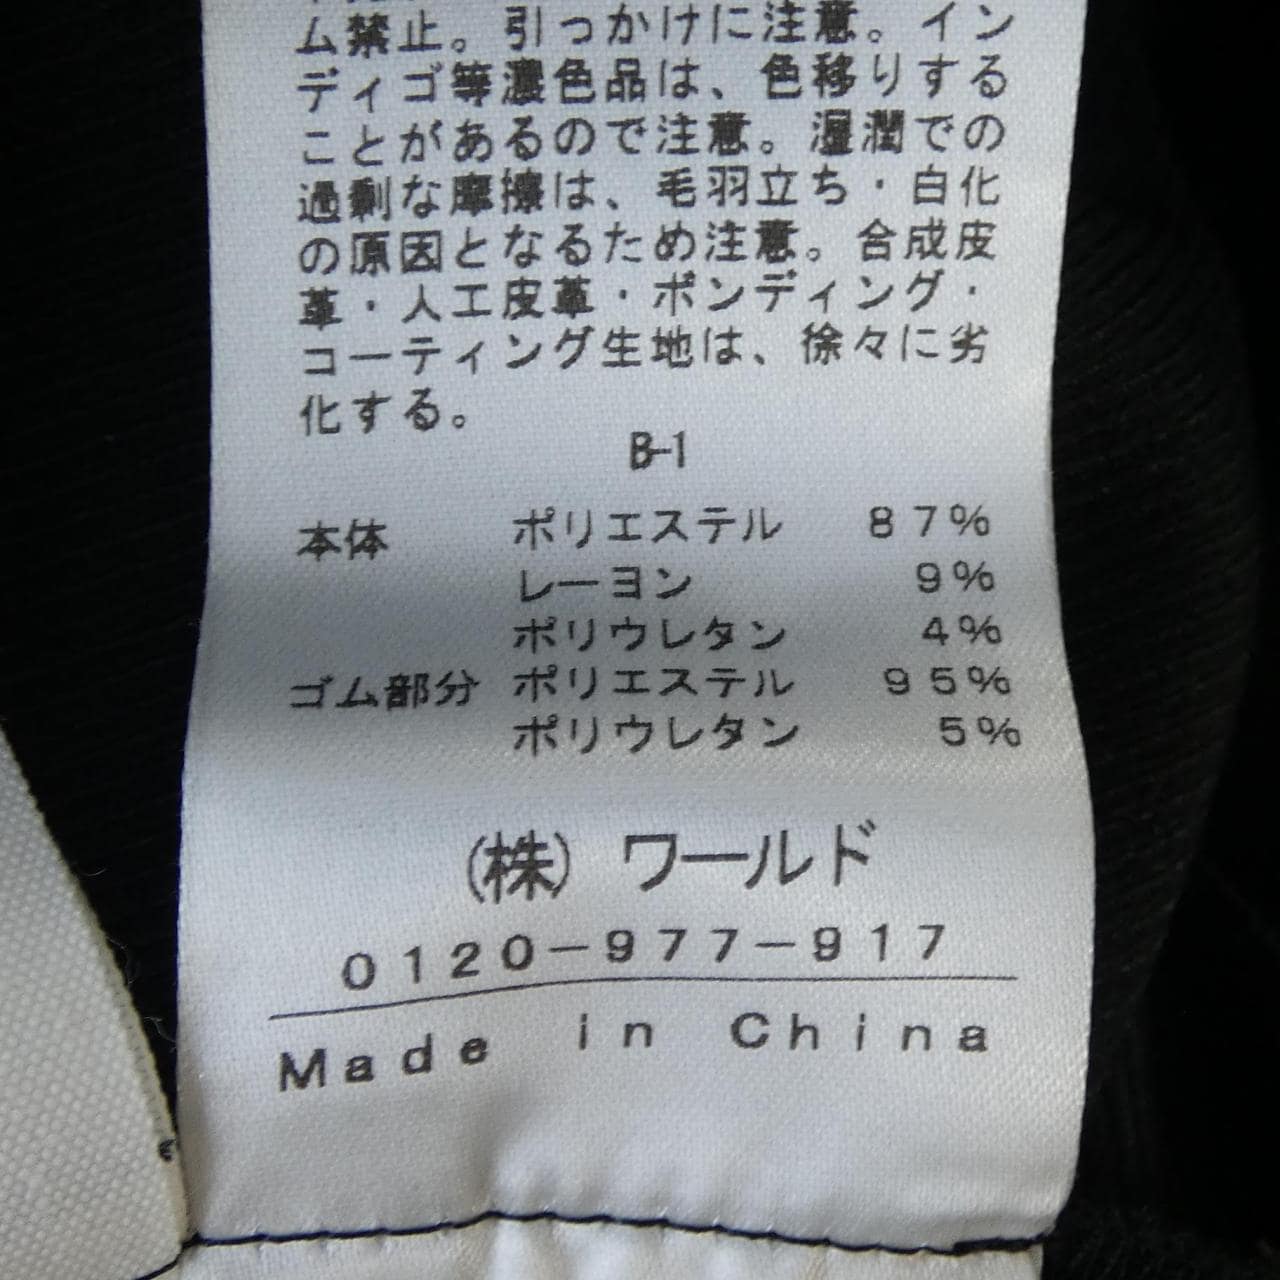 ム禁止。引っかけに注意。イン
ディゴ等濃色品は、色移りする
ことがあるので注意。湿潤での
過剰な摩擦は、毛羽立ち・白化
の原因となるため注意。合成皮
革・人工皮革・ボンディング・
コーティング生地は、徐々に劣
化する。
B-1
本体 ポリエステル 87%
レーヨン 9%
ポリウレタン 4%
ゴム部分 ポリエステル 95%
ポリウレタン 5%
(株)ワールド
0120-977-917
Made in China